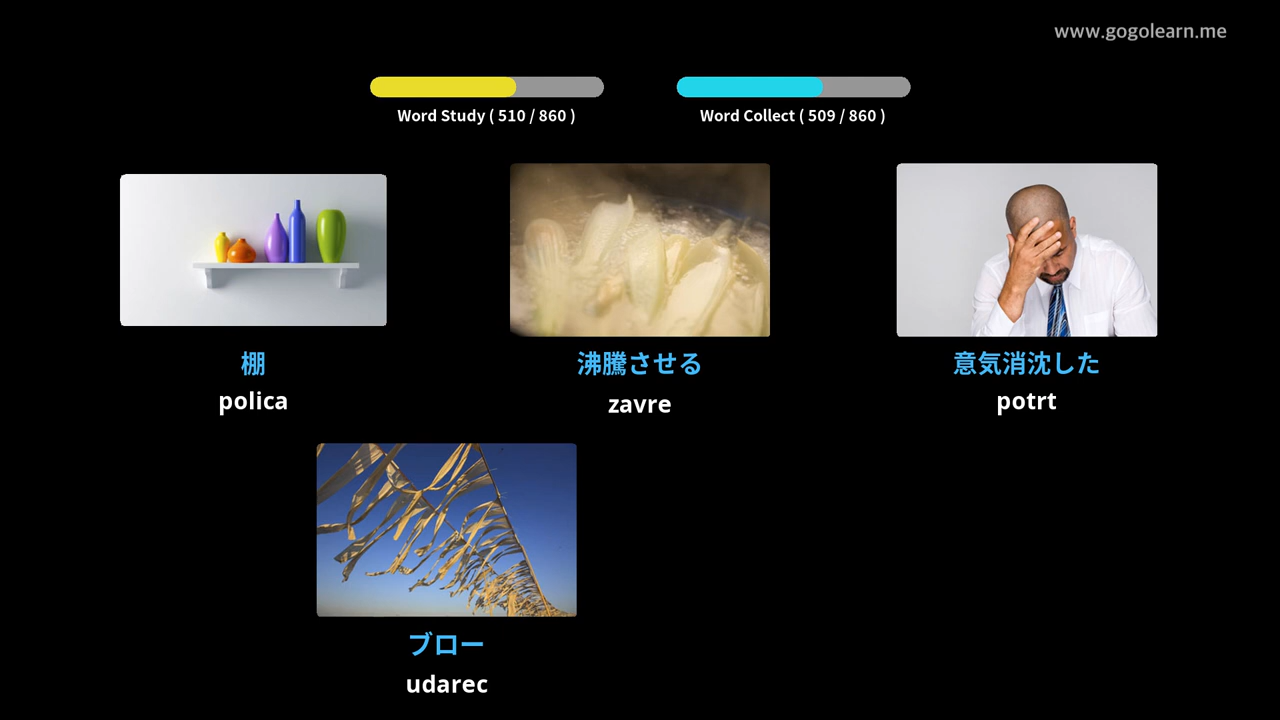 www.gogolearn.me
Word Study ( 510 / 860 )
Word Collect ( 509 / 860 )
棚
polica
沸騰させる
zavre
意気消沈した
potrt
ブロー
udarec